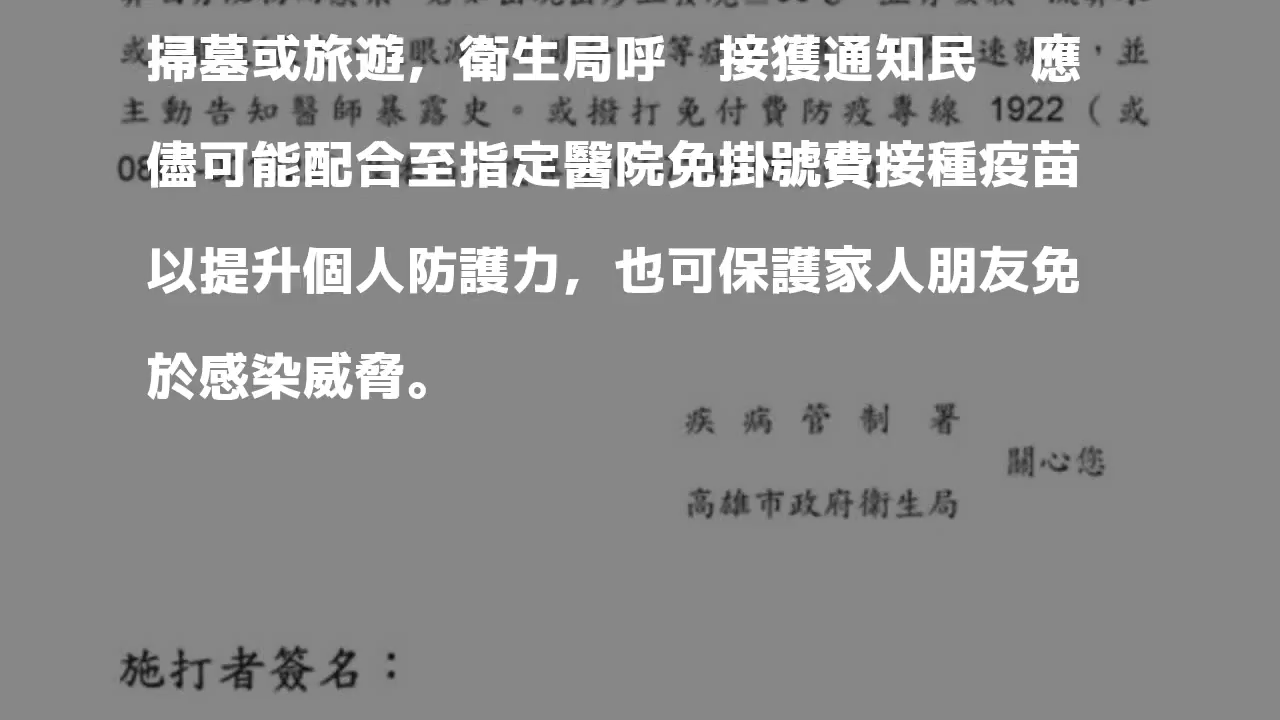 掃墓或旅遊，衛生局呼　接獲通知民　應
主動告知醫師暴露史。或撥打免付費防疫專線 1922（或
儘可能配合至指定醫院免掛號費接種疫苗
以提升個人防護力，也可保護家人朋友免
於感染威脅。
疾病管制署
關心您
高雄市政府衛生局
施打者簽名：